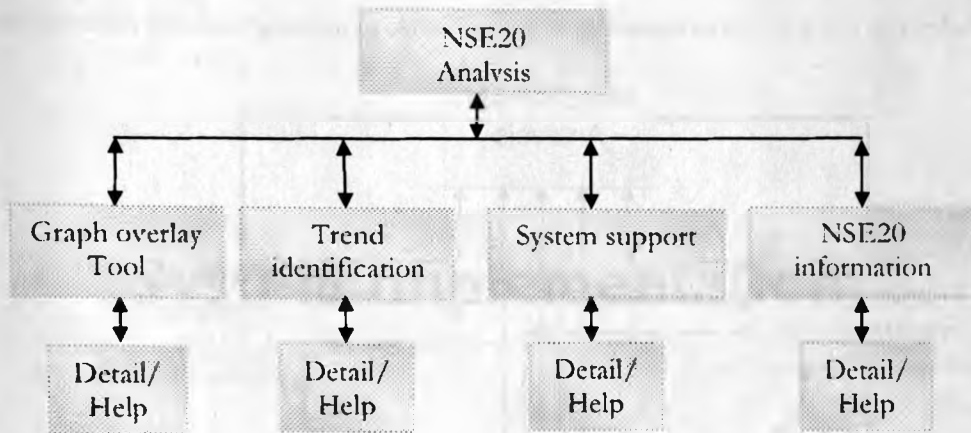 NSE20
Analysis
Graph overlay
Tool
Trend
identification
System support
NSE20
information
Detail/
Help
Detail/
Help
Detail/
Help
Detail/
Help